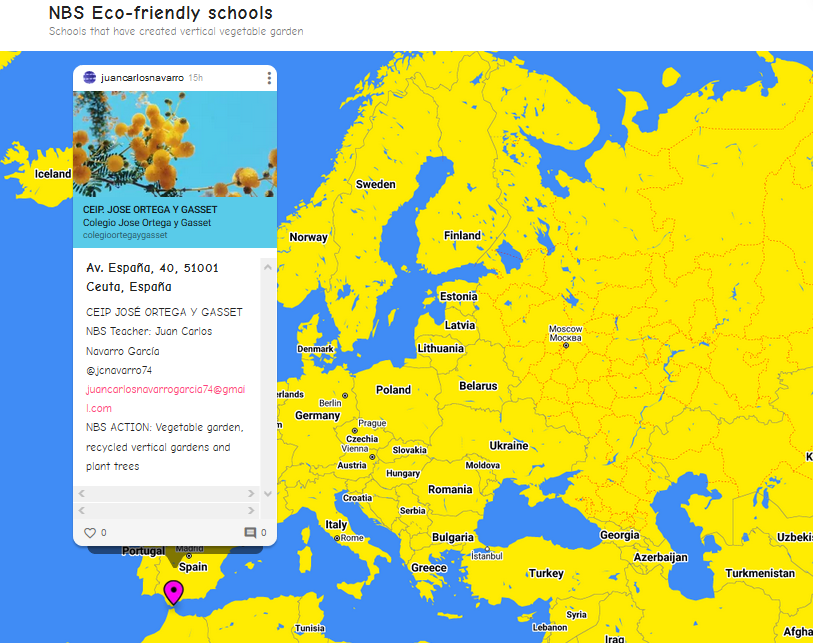 NBS Eco-friendly schools
Schools that have created vertical vegetable garden
juancarlosnavarro 15h
CEIP. JOSE ORTEGA Y GASSET
Colegio Jose Ortega y Gasset
colegioortegaygasset
Av. España, 40, 51001
Ceuta, España
CEIP JOSÉ ORTEGA Y GASSET
NBS Teacher: Juan Carlos
Navarro García
@jcnavarro74
juancarlosnavarrogarcia74@gmai
l.com
NBS ACTION: Vegetable garden,
recycled vertical gardens and
plant trees
0
0
Iceland
Sweden
Norway
Finland
Estonia
Latvia
Moscow
Москва
Denmark
Lithuania
Belarus
Poland
erlands
Berlin
Germany
m
Prague
Czechia
Ukraine
Vienna
Slovakia
K
Austria
Moldova
Hungary
Romania
Croatia
Serbia
Italy
Rome
Bulgaria
Georgia
Uzbeki
Portugal
Madrid
Istanbul
Azerbaijan
Spain
Greece
Turkey
Turkmenistan
Syria
Tunisia
Lebanon
Iraq
Afgha